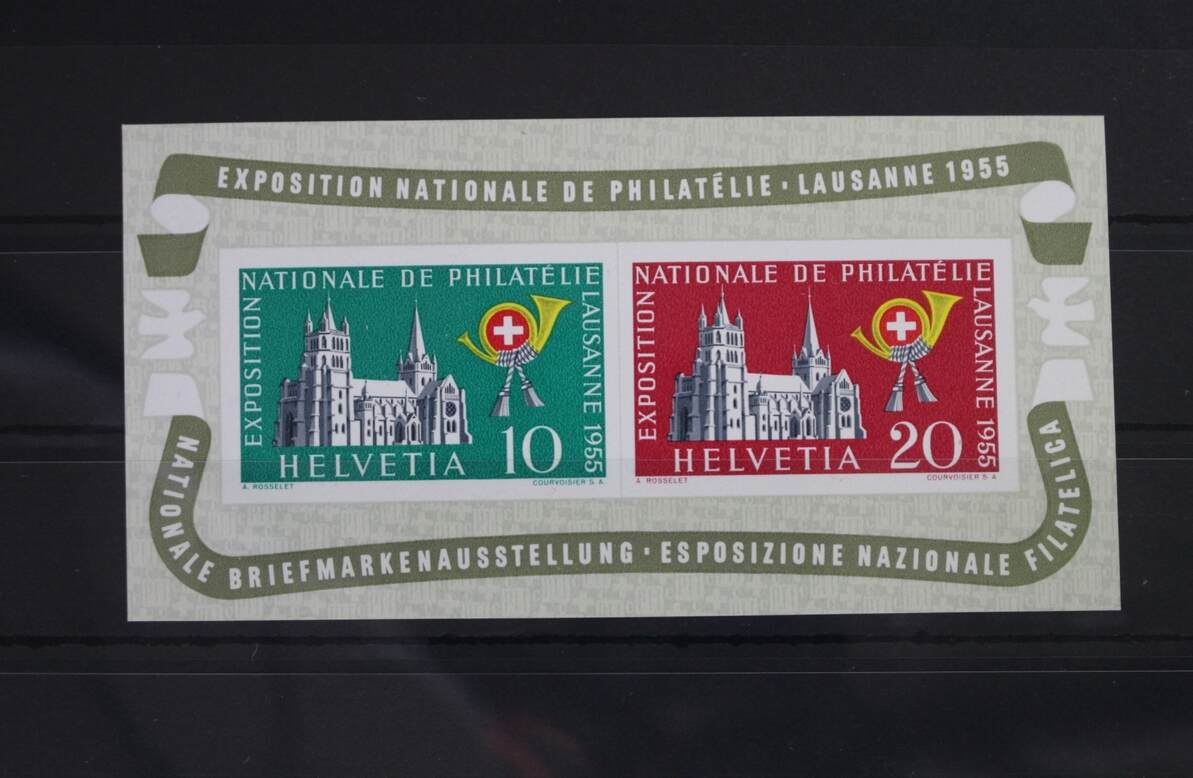 EXPOSITION NATIONALE DE PHILATÉLIE · LAUSANNE 1955
EXPOSITION
NATIONALE DE PHILATÉLIE
LAUSANNE 1955
HELVETIA 10
A. ROSSELET COURVOISIER S. A.
EXPOSITION
NATIONALE DE PHILATÉLIE
LAUSANNE 1955
HELVETIA 20
A. ROSSELET COURVOISIER S. A.
NATIONALE BRIEFMARKENAUSSTELLUNG · ESPOSIZIONE NAZIONALE FILATELICA